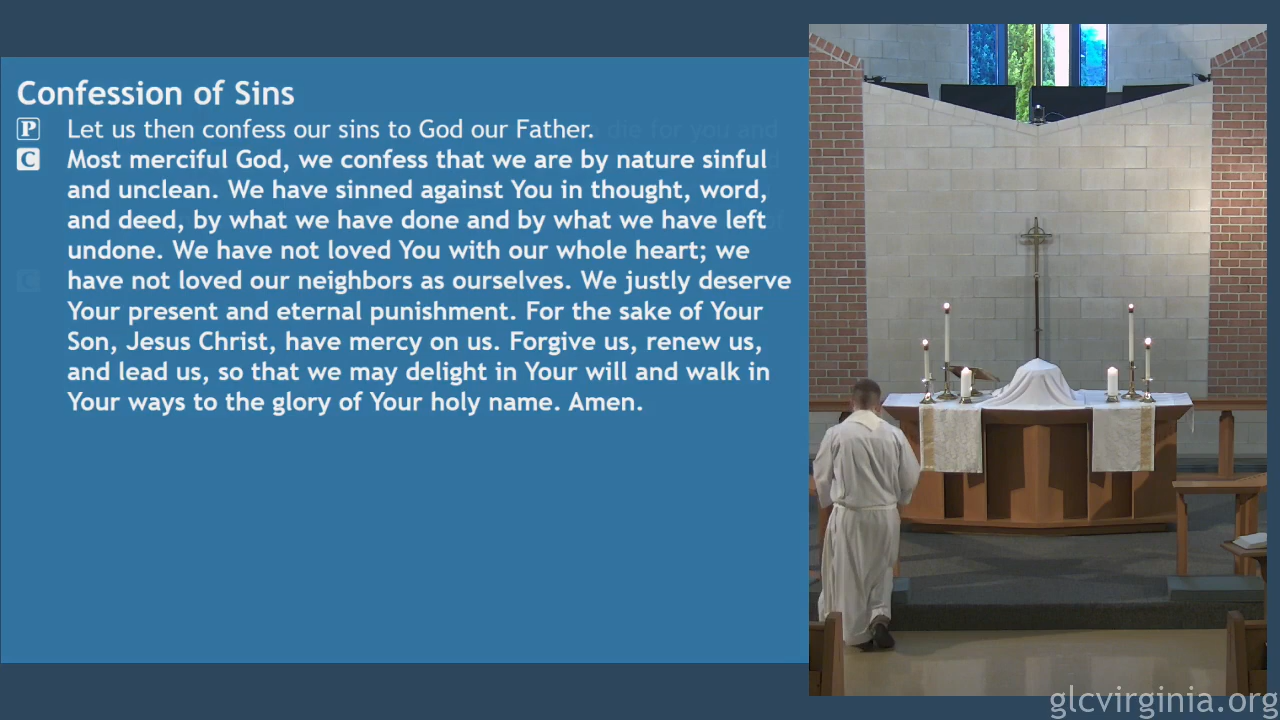 Confession of Sins
P Let us then confess our sins to God our Father. die for you and
C Most merciful God, we confess that we are by nature sinful
and unclean. We have sinned against You in thought, word,
and deed, by what we have done and by what we have left
undone. We have not loved You with our whole heart; we
have not loved our neighbors as ourselves. We justly deserve
Your present and eternal punishment. For the sake of Your
Son, Jesus Christ, have mercy on us. Forgive us, renew us,
and lead us, so that we may delight in Your will and walk in
Your ways to the glory of Your holy name. Amen.
glcvirginia.org